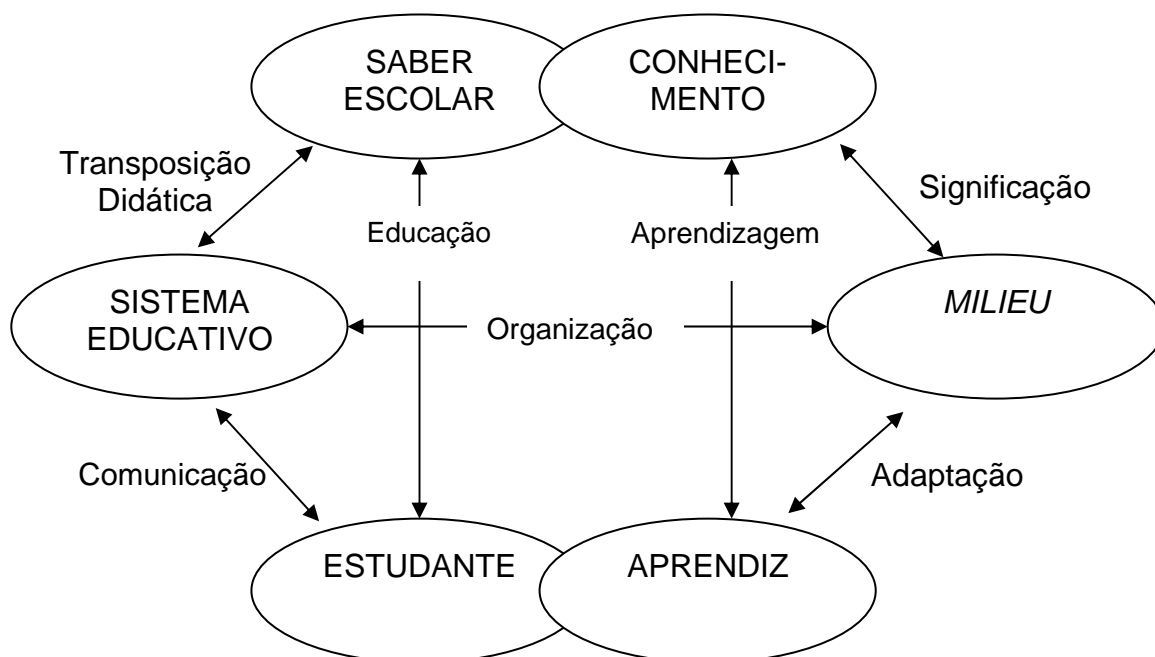 SABER
ESCOLAR
CONHECI-
MENTO
Transposição
Didática
Significação
Educação
Aprendizagem
SISTEMA
EDUCATIVO
Organização
MILIEU
Comunicação
Adaptação
ESTUDANTE
APRENDIZ